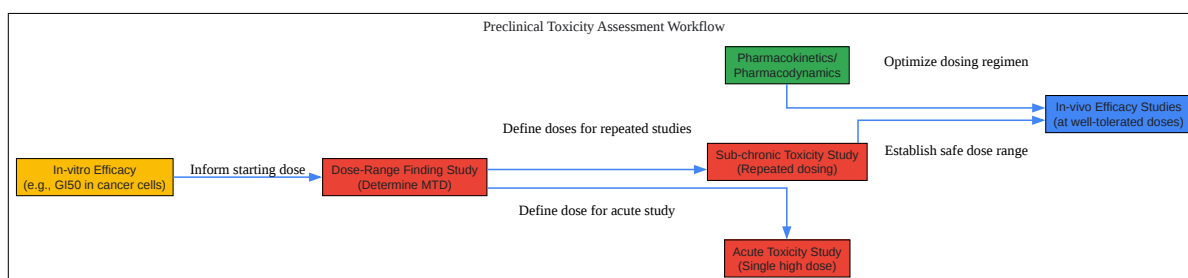 Preclinical Toxicity Assessment Workflow
Pharmacokinetics/
Pharmacodynamics
Optimize dosing regimen
In-vivo Efficacy Studies
(at well-tolerated doses)
Define doses for repeated studies
Sub-chronic Toxicity Study
(Repeated dosing)
Establish safe dose range
In-vitro Efficacy
(e.g., GI50 in cancer cells)
Inform starting dose
Dose-Range Finding Study
(Determine MTD)
Define dose for acute study
Acute Toxicity Study
(Single high dose)